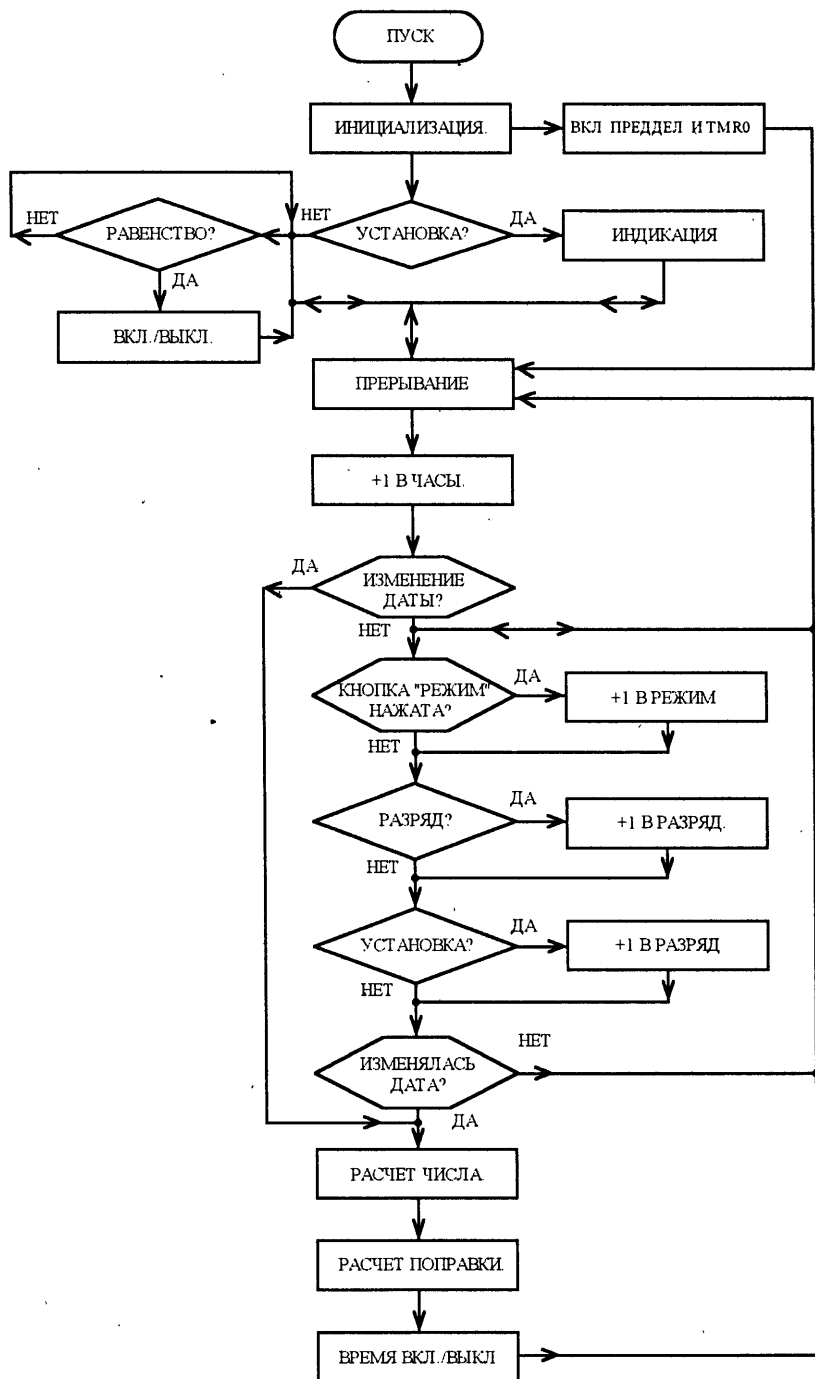 ПУСК
ИНИЦИАЛИЗАЦИЯ.
ВКЛ ПРЕДДЕЛ И TMR0
НЕТ
РАВЕНСТВО?
НЕТ
УСТАНОВКА?
ДА
ИНДИКАЦИЯ
ДА
ВКЛ./ВЫКЛ.
ПРЕРЫВАНИЕ
+1 В ЧАСЫ.
ДА
ИЗМЕНЕНИЕ
ДАТЫ?
НЕТ
КНОПКА "РЕЖИМ"
НАЖАТА?
ДА
+1 В РЕЖИМ
НЕТ
РАЗРЯД?
ДА
+1 В РАЗРЯД.
НЕТ
УСТАНОВКА?
ДА
+1 В РАЗРЯД
НЕТ
ИЗМЕНЯЛАСЬ
ДАТА?
НЕТ
ДА
РАСЧЕТ ЧИСЛА.
РАСЧЕТ ПОПРАВКИ.
ВРЕМЯ ВКЛ./ВЫКЛ